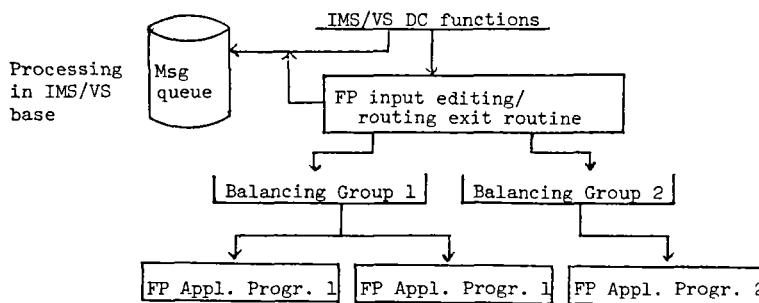 IMS/VS DC functions
Processing
in IMS/VS
base
Msg
queue
FP input editing/
routing exit routine
Balancing Group 1
Balancing Group 2
FP Appl. Progr. 1
FP Appl. Progr. 1
FP Appl. Progr. 2